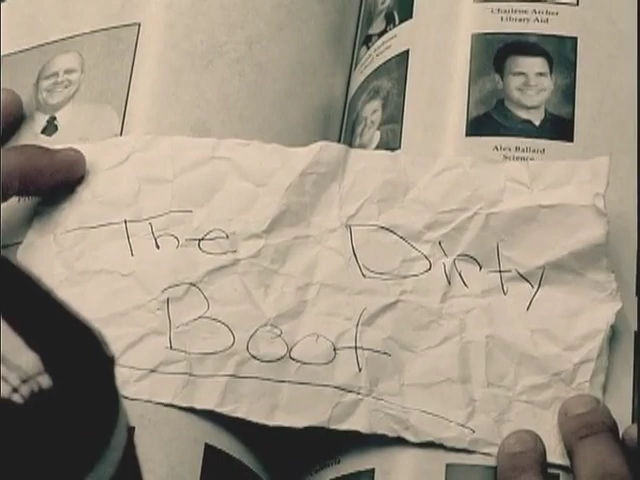 Charlene Archer
Library Aid
Alex Ballard
Science
The Dirty
Boot